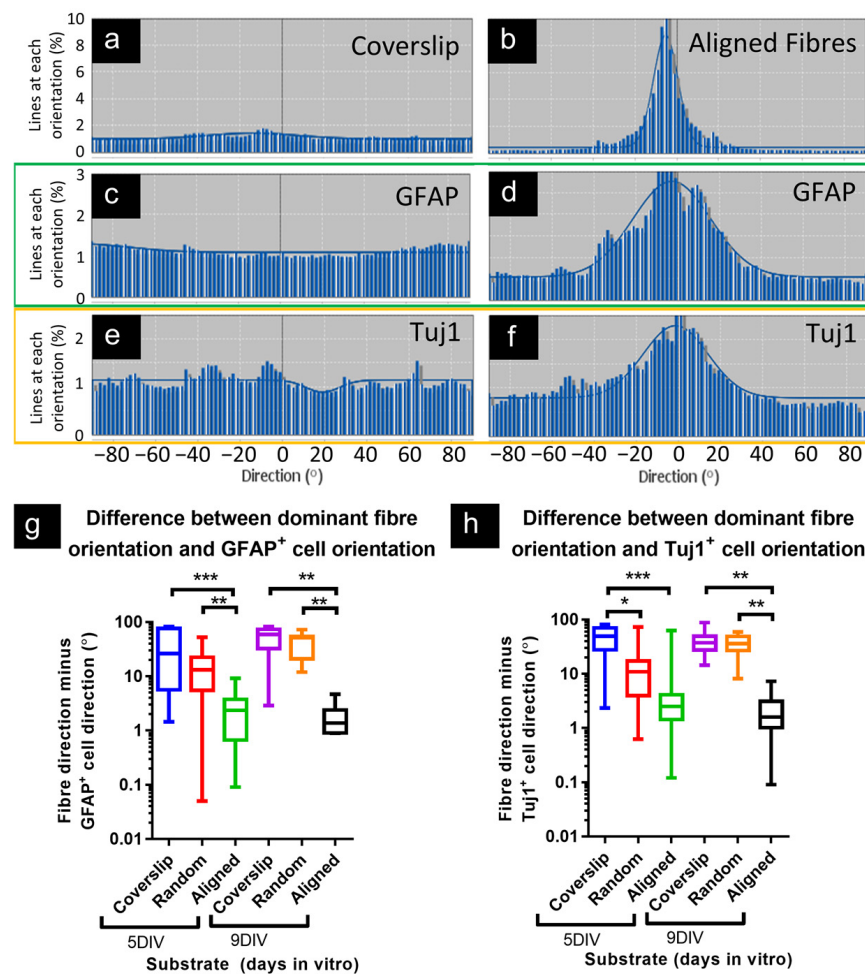 a
Coverslip
b
Aligned Fibres
Lines at each
orientation (%)
10
8
6
4
2
0
c
GFAP
d
GFAP
Lines at each
orientation (%)
3
2
1
0
e
Tuj1
f
Tuj1
Lines at each
orientation (%)
2
1
0
−80 −60 −40 −20 0 20 40 60 80
−80 −60 −40 −20 0 20 40 60 80
Direction (°)
Direction (°)
g
Difference between dominant fibre
orientation and GFAP+ cell orientation
*** **
** **
Fibre direction minus
GFAP+ cell direction (°)
100
10
1
0.1
0.01
Coverslip
Random
Aligned
Coverslip
Random
Aligned
5DIV
9DIV
Substrate (days in vitro)
h
Difference between dominant fibre
orientation and Tuj1+ cell orientation
*** **
* **
Fibre direction minus
Tuj1+ cell direction (°)
100
10
1
0.1
0.01
Coverslip
Random
Aligned
Coverslip
Random
Aligned
5DIV
9DIV
Substrate (days in vitro)